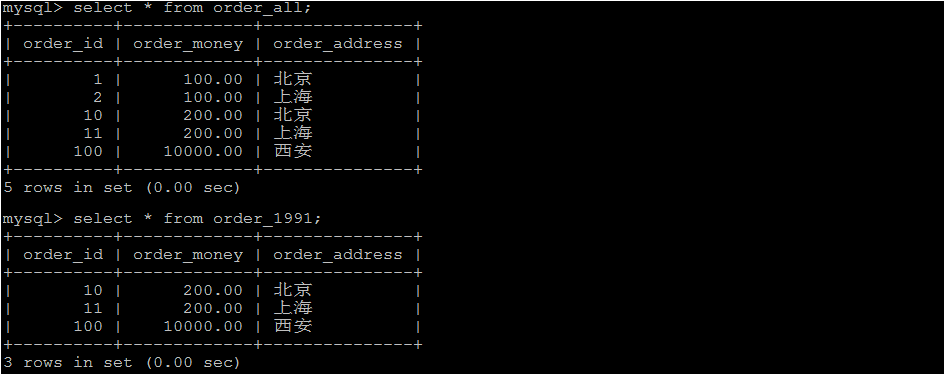 mysql> select * from order_all;
+----------+-------------+---------------+
| order_id | order_money | order_address |
+----------+-------------+---------------+
|        1 |      100.00 | 北京          |
|        2 |      100.00 | 上海          |
|       10 |      200.00 | 北京          |
|       11 |      200.00 | 上海          |
|      100 |    10000.00 | 西安          |
+----------+-------------+---------------+
5 rows in set (0.00 sec)
mysql> select * from order_1991;
+----------+-------------+---------------+
| order_id | order_money | order_address |
+----------+-------------+---------------+
|       10 |      200.00 | 北京          |
|       11 |      200.00 | 上海          |
|      100 |    10000.00 | 西安          |
+----------+-------------+---------------+
3 rows in set (0.00 sec)